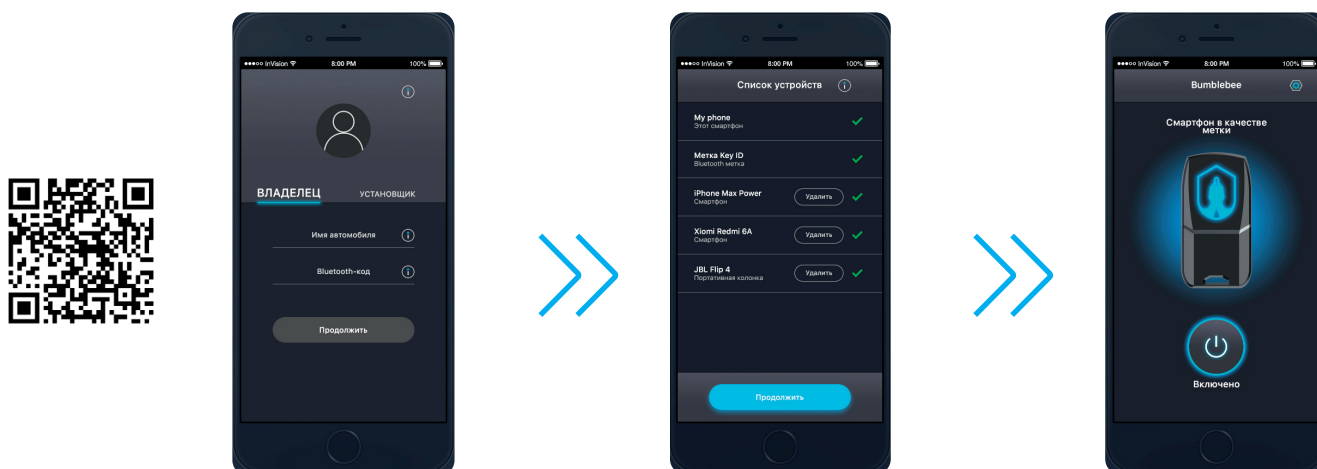 InVision
8:00 PM
100%
ВЛАДЕЛЕЦ
УСТАНОВЩИК
Имя автомобиля
Bluetooth-код
Продолжить
InVision
8:00 PM
100%
Список устройств
My phone
Этот смартфон
Метка Key ID
Bluetooth метка
iPhone Max Power
Смартфон
Удалить
Xiomi Redmi 6A
Смартфон
Удалить
JBL Flip 4
Портативная колонка
Удалить
Продолжить
InVision
8:00 PM
100%
Bumblebee
Смартфон в качестве
метки
Включено